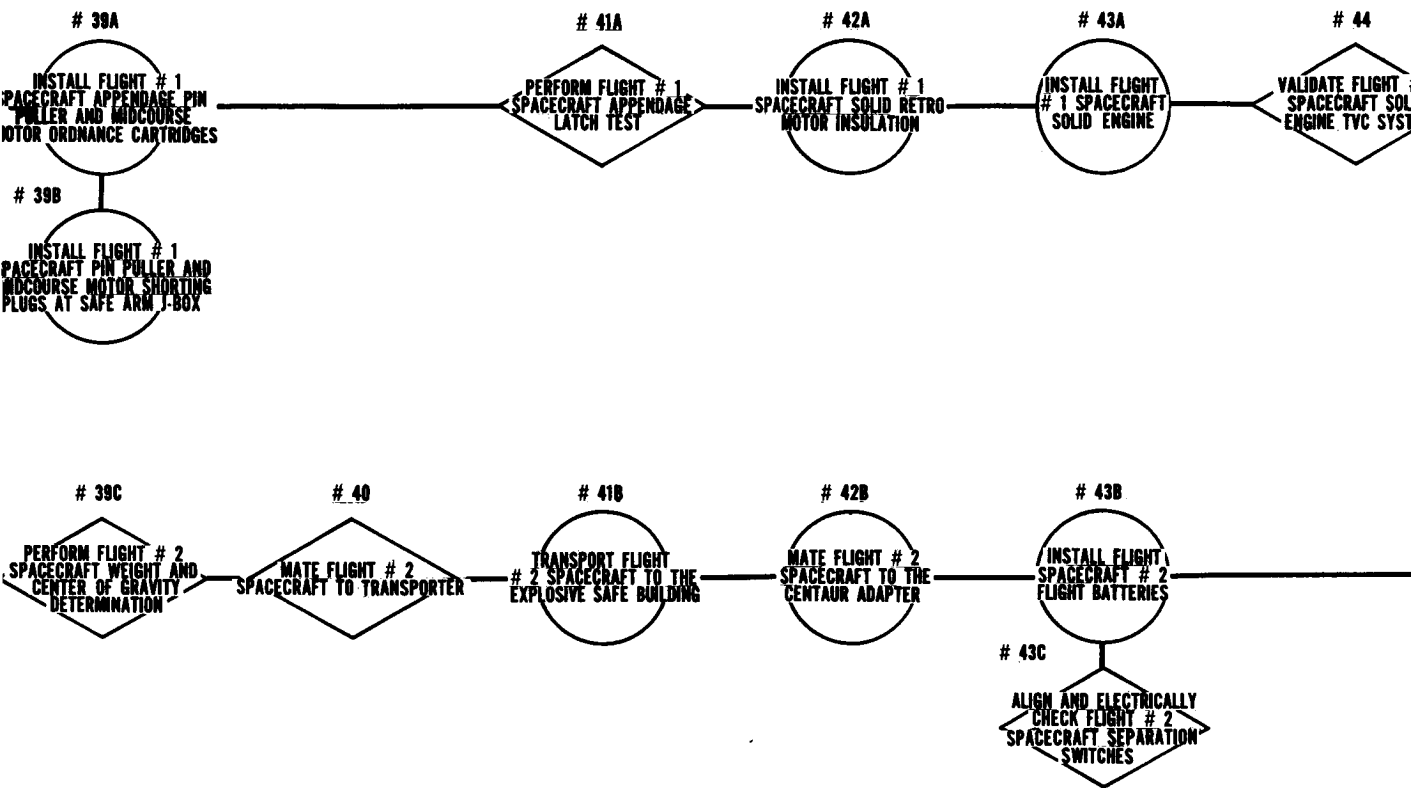 # 39A
INSTALL FLIGHT # 1
SPACECRAFT APPENDAGE PIN
PULLER AND MIDCOURSE
MOTOR ORDNANCE CARTRIDGES
# 41A
PERFORM FLIGHT # 1
SPACECRAFT APPENDAGE
LATCH TEST
# 42A
INSTALL FLIGHT # 1
SPACECRAFT SOLID RETRO
MOTOR INSULATION
# 43A
INSTALL FLIGHT
# 1 SPACECRAFT
SOLID ENGINE
# 44
VALIDATE FLIGHT #
SPACECRAFT SOL
ENGINE TVC SYST
# 39B
INSTALL FLIGHT # 1
PACECRAFT PIN PULLER AND
MIDCOURSE MOTOR SHORTING
PLUGS AT SAFE ARM J-BOX
# 39C
PERFORM FLIGHT # 2
SPACECRAFT WEIGHT AND
CENTER OF GRAVITY
DETERMINATION
# 40
MATE FLIGHT # 2
SPACECRAFT TO TRANSPORTER
# 41B
TRANSPORT FLIGHT
# 2 SPACECRAFT TO THE
EXPLOSIVE SAFE BUILDING
# 42B
MATE FLIGHT # 2
SPACECRAFT TO THE
CENTAUR ADAPTER
# 43B
INSTALL FLIGHT
SPACECRAFT # 2
FLIGHT BATTERIES
# 43C
ALIGN AND ELECTRICALLY
CHECK FLIGHT # 2
SPACECRAFT SEPARATION
SWITCHES